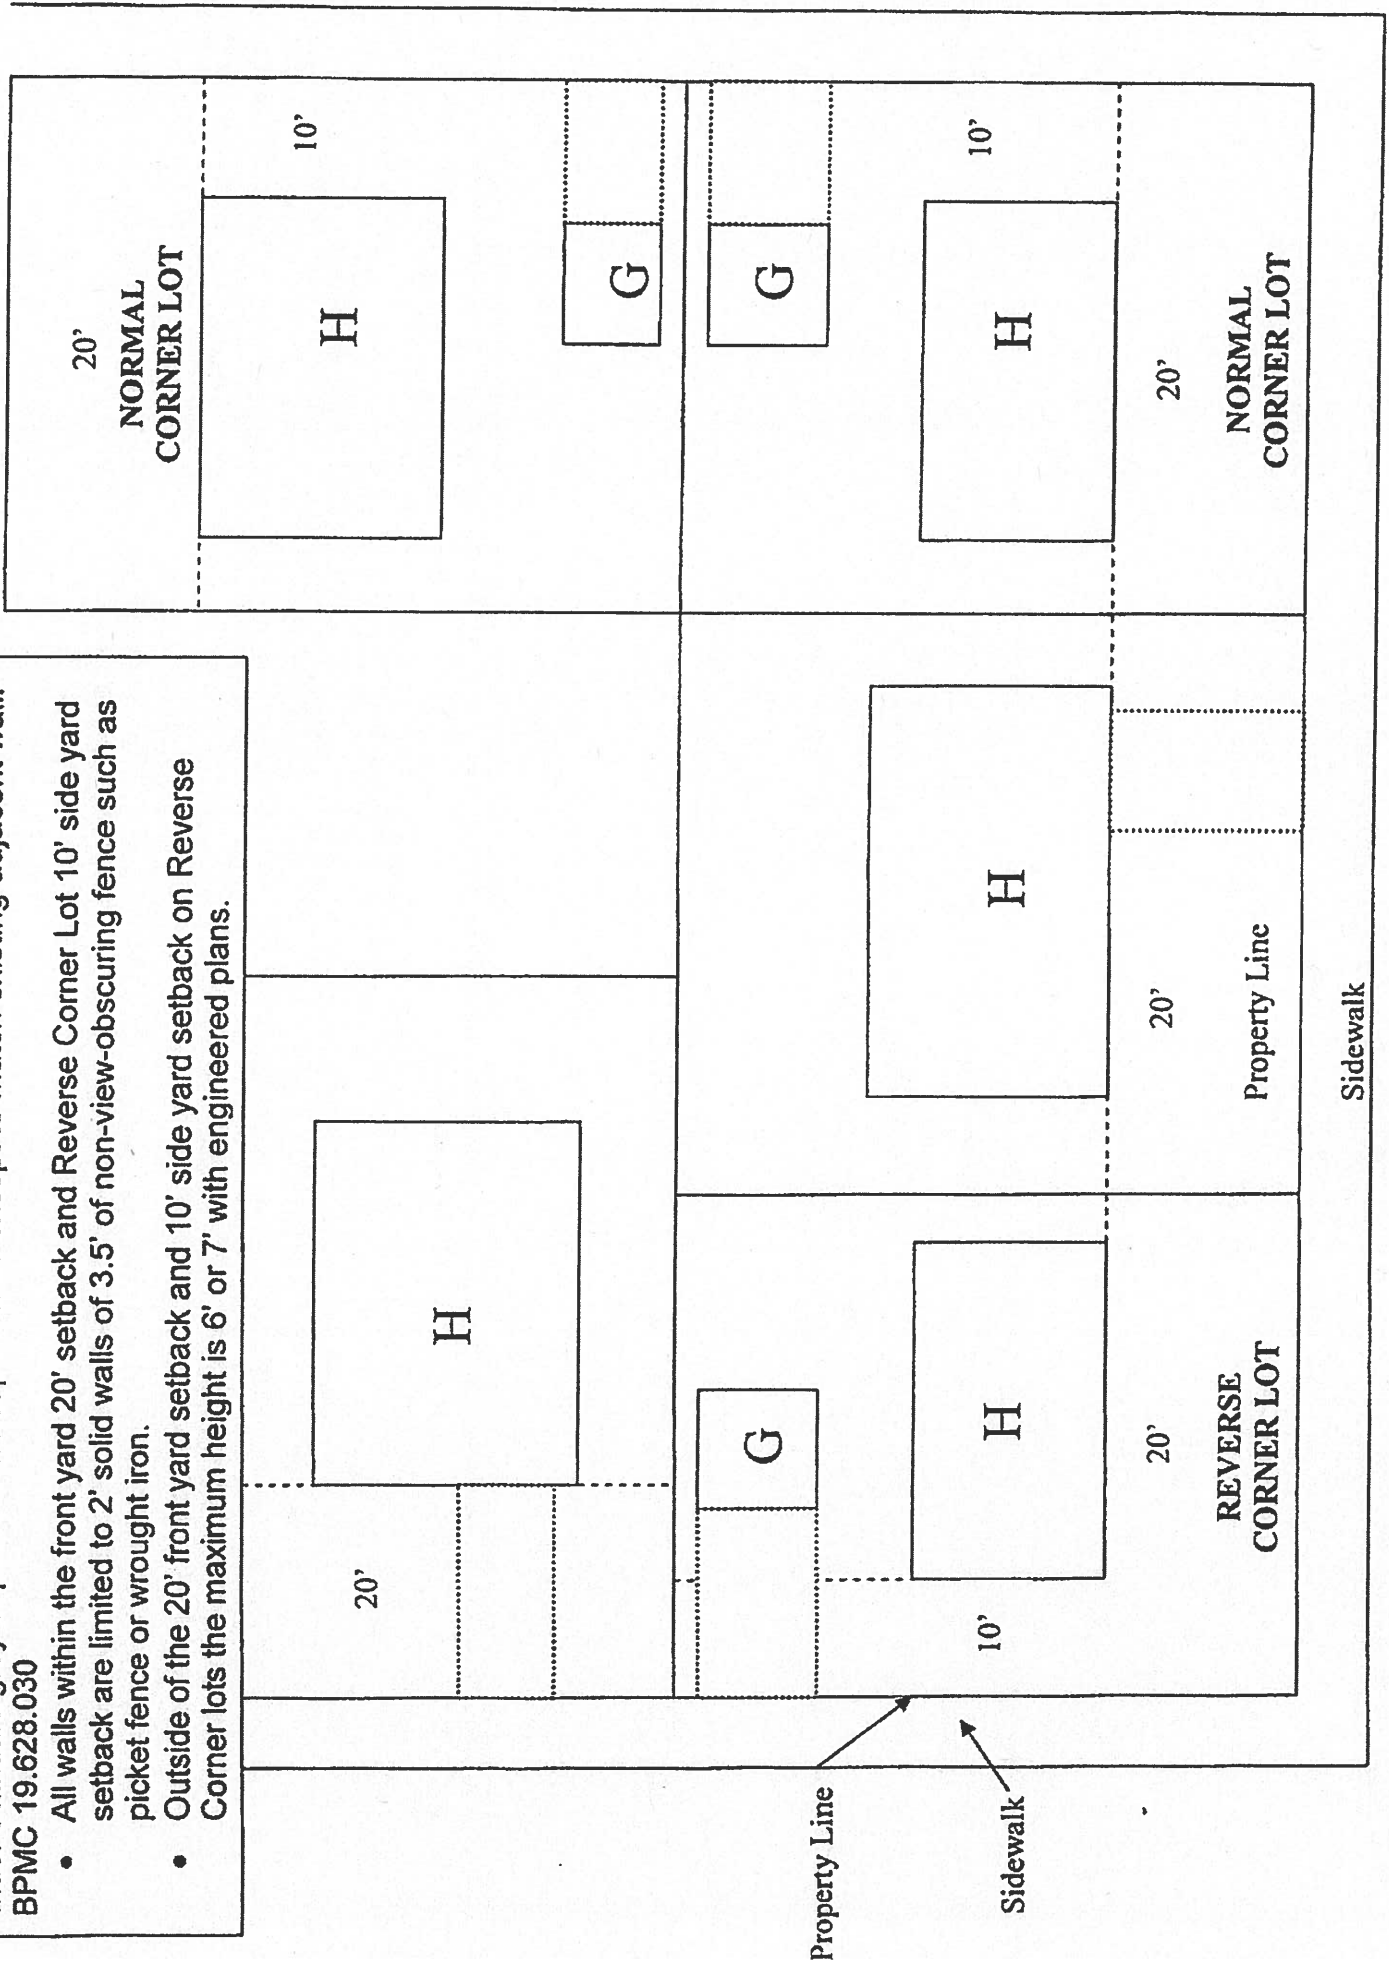 BPMC 19.628.030
• All walls within the front yard 20' setback and Reverse Corner Lot 10' side yard
setback are limited to 2' solid walls of 3.5' of non-view-obscuring fence such as
picket fence or wrought iron.
• Outside of the 20' front yard setback and 10' side yard setback on Reverse
Corner lots the maximum height is 6' or 7' with engineered plans.
20'
NORMAL
CORNER LOT
H
10'
G
20'
H
G
10'
H
20'
NORMAL
CORNER LOT
H
20'
Property Line
G
H
10'
20'
REVERSE
CORNER LOT
Property Line
Sidewalk
Sidewalk